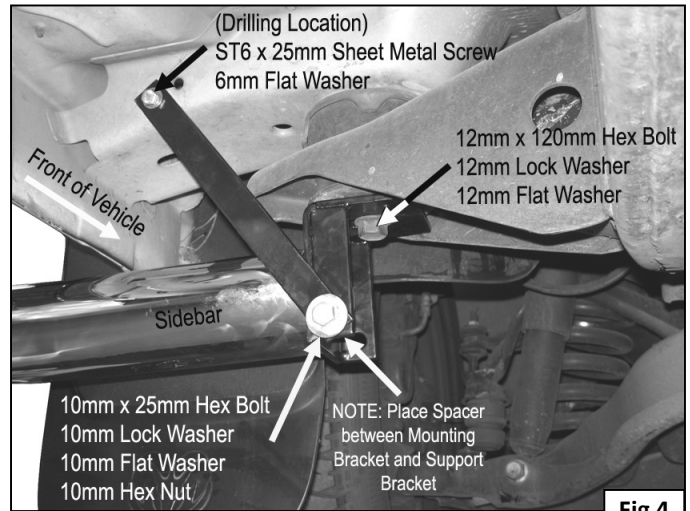 (Drilling Location)
ST6 x 25mm Sheet Metal Screw
6mm Flat Washer
12mm x 120mm Hex Bolt
12mm Lock Washer
12mm Flat Washer
Front of Vehicle
Sidebar
10mm x 25mm Hex Bolt
10mm Lock Washer
10mm Flat Washer
10mm Hex Nut
NOTE: Place Spacer
between Mounting
Bracket and Support
Bracket
Fig 4